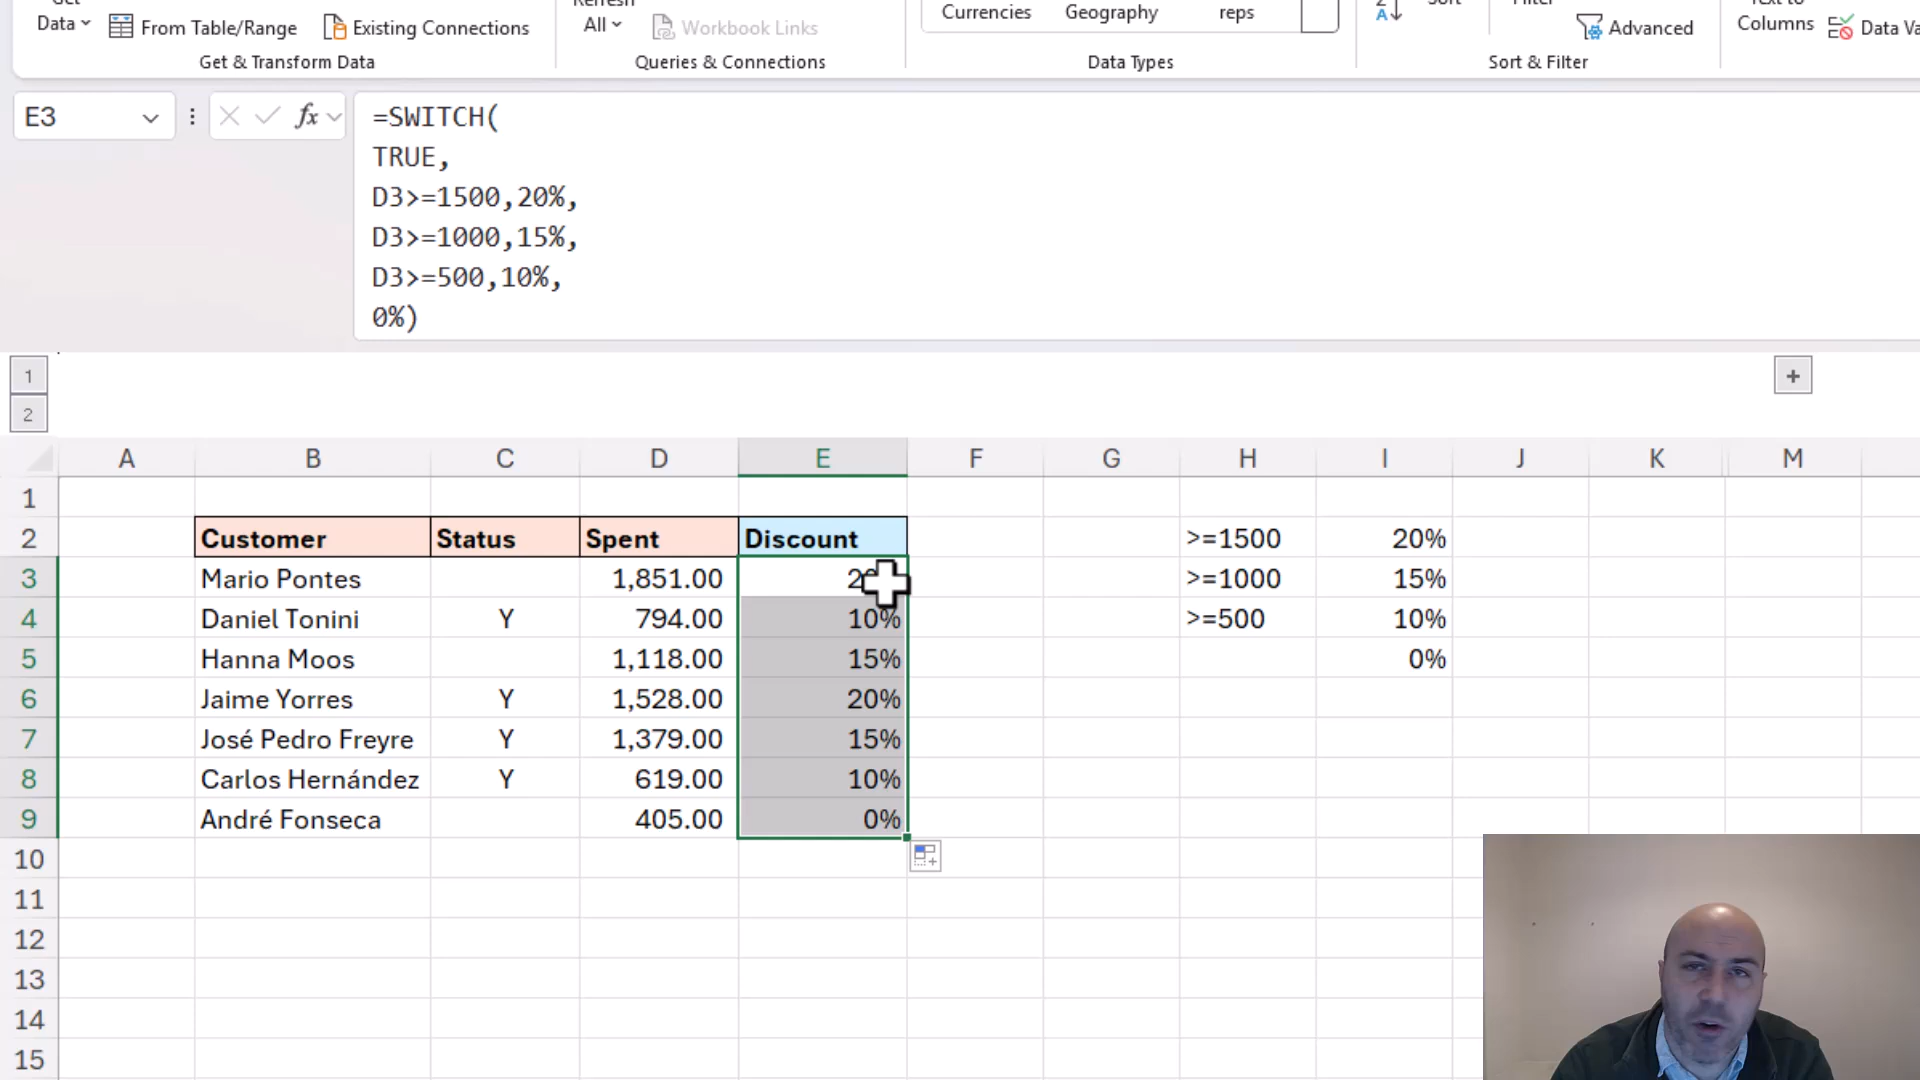 Data
From Table/Range
Existing Connections
All
Workbook Links
Currencies
Geography
reps
Advanced
Columns
Data
Get & Transform Data
Queries & Connections
Data Types
Sort & Filter
E3
fx
=SWITCH(
TRUE,
D3>=1500,20%,
D3>=1000,15%,
D3>=500,10%,
0%)
1
2
A B C D E F G H I J K M
1
2 Customer Status Spent Discount >=1500 20%
3 Mario Pontes 1,851.00 >=1000 15%
4 Daniel Tonini Y 794.00 10% >=500 10%
5 Hanna Moos 1,118.00 15% 0%
6 Jaime Yorres Y 1,528.00 20%
7 José Pedro Freyre Y 1,379.00 15%
8 Carlos Hernández Y 619.00 10%
9 André Fonseca 405.00 0%
10
11
12
13
14
15